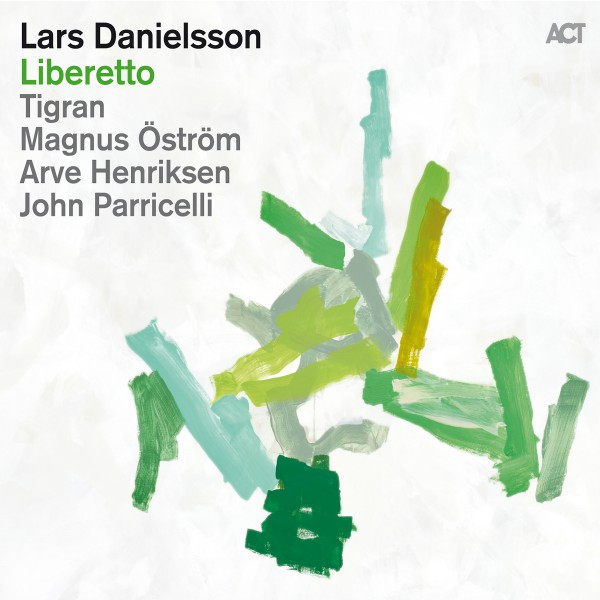 Lars Danielsson
Liberetto
Tigran
Magnus Öström
Arve Henriksen
John Parricelli
ACT